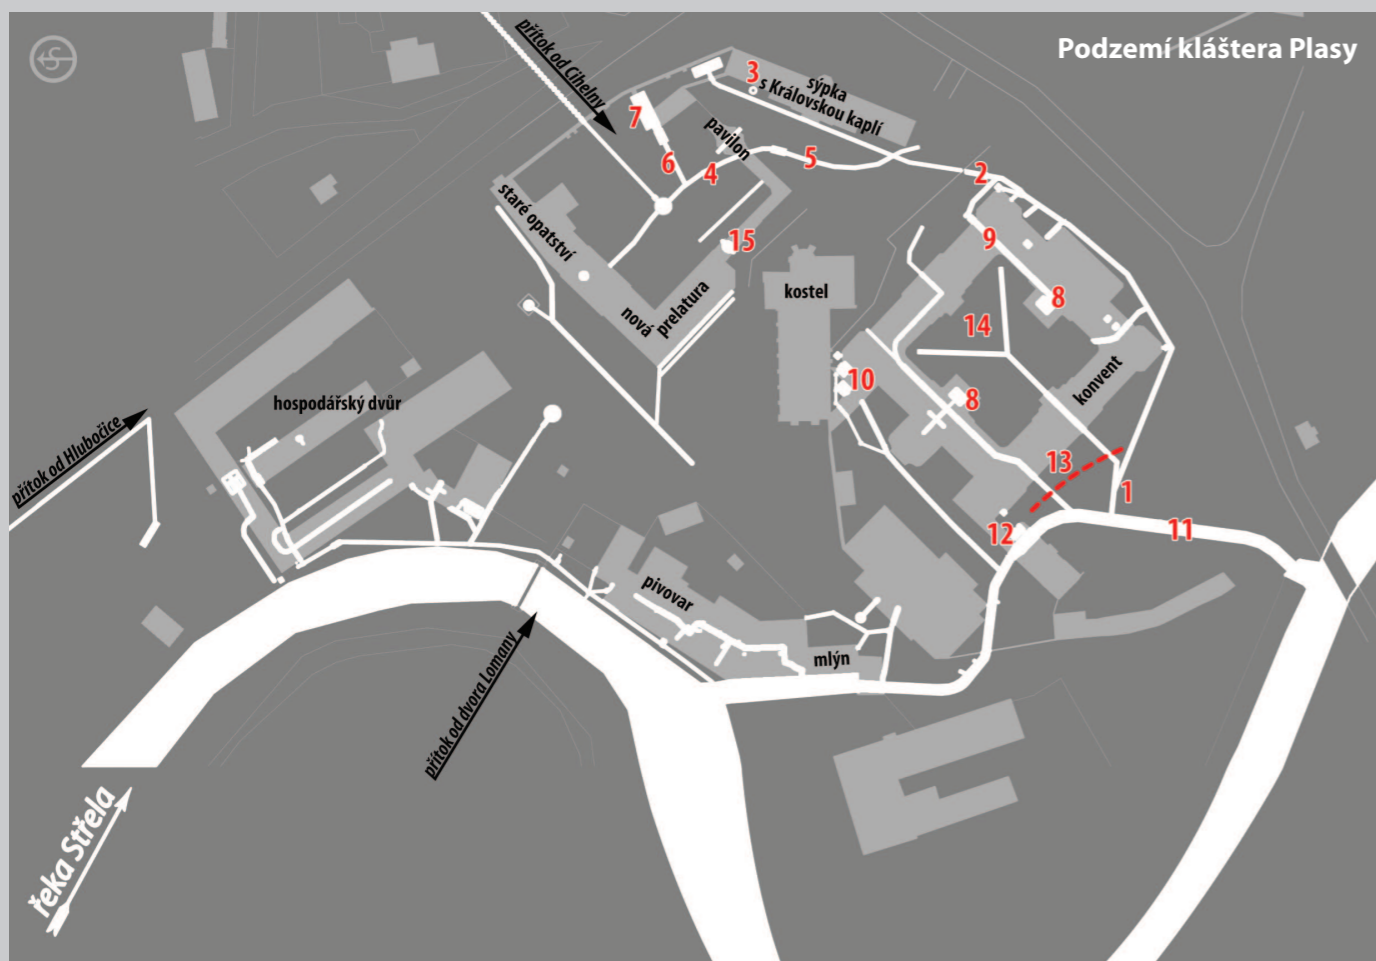 Podzemí kláštera Plasy
S
přítok od Cihelny
3
sýpka
s Královskou kaplí
7
pavilon
6
4
5
2
staré opatství
15
9
nová
prelatura
kostel
8
14
10
konvent
8
hospodářský dvůr
přítok od Hlubočice
13
1
12
11
pivovar
mlýn
přítok od dvora Lomany
řeka Střela